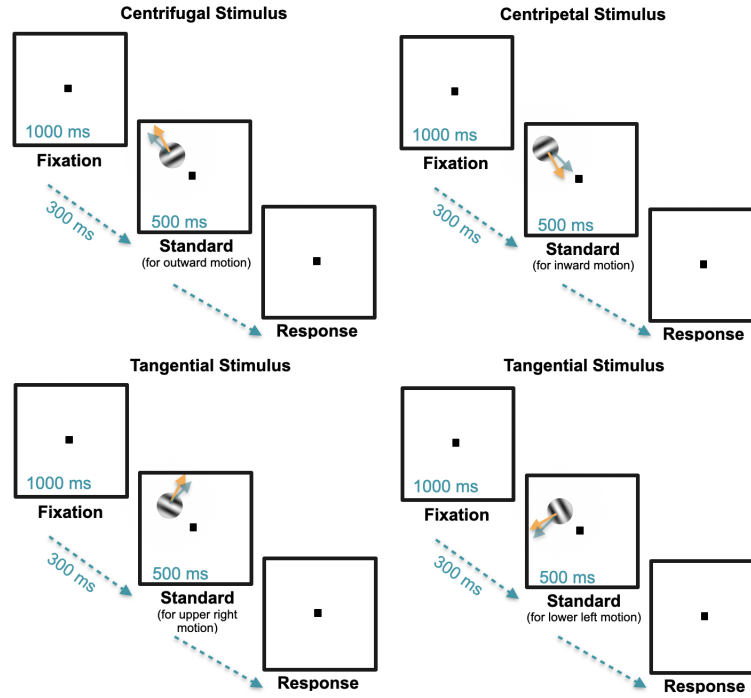 Centrifugal Stimulus
1000 ms
Fixation
300 ms
500 ms
Standard
(for outward motion)
Response
Centripetal Stimulus
1000 ms
Fixation
300 ms
500 ms
Standard
(for inward motion)
Response
Tangential Stimulus
1000 ms
Fixation
300 ms
500 ms
Standard
(for upper right
motion)
Response
Tangential Stimulus
1000 ms
Fixation
300 ms
500 ms
Standard
(for lower left motion)
Response